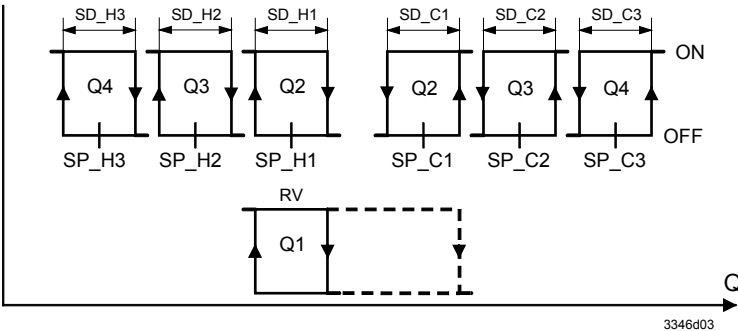 SD_H3 SD_H2 SD_H1 SD_C1 SD_C2 SD_C3
ON
Q4 Q3 Q2 Q2 Q3 Q4
OFF
SP_H3 SP_H2 SP_H1 SP_C1 SP_C2 SP_C3
RV
Q1
Q
3346d03